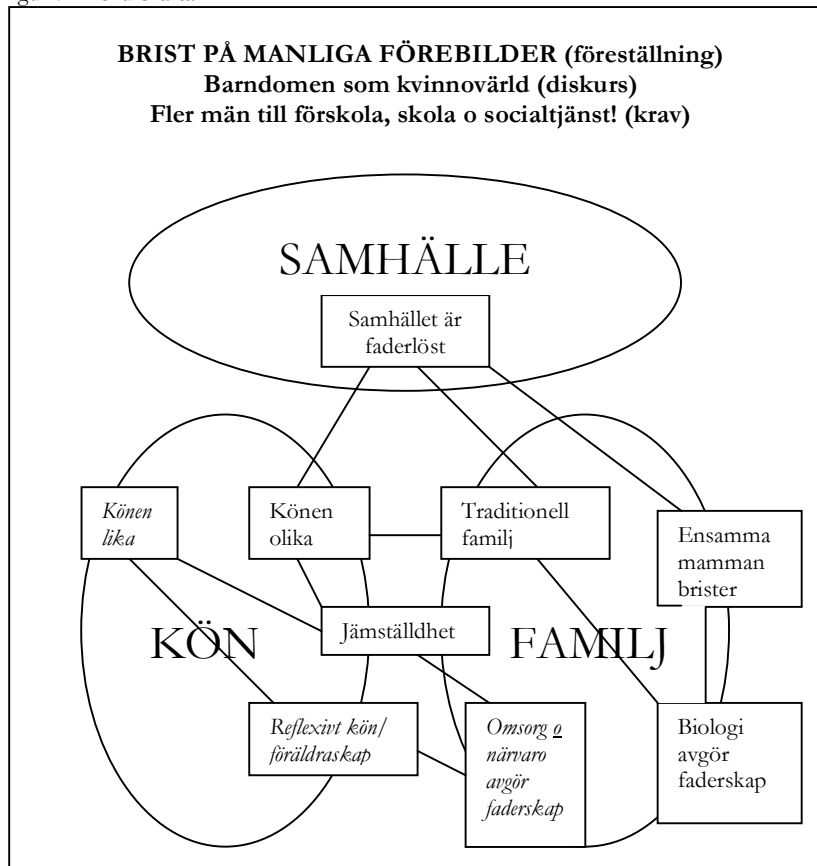 BRIST PÅ MANLIGA FÖREBILDER (föreställning)
Barndomen som kvinnovärld (diskurs)
Fler män till förskola, skola o socialtjänst! (krav)
SAMHÄLLE
Samhället är
faderlöst
Könen
lika
Könen
olika
Traditionell
familj
Ensamma
mamman
brister
KÖN
Jämställdhet
FAMILJ
Reflexivt kön/
föräldraskap
Omsorg o
närvaro
avgör
faderskap
Biologi
avgör
faderskap